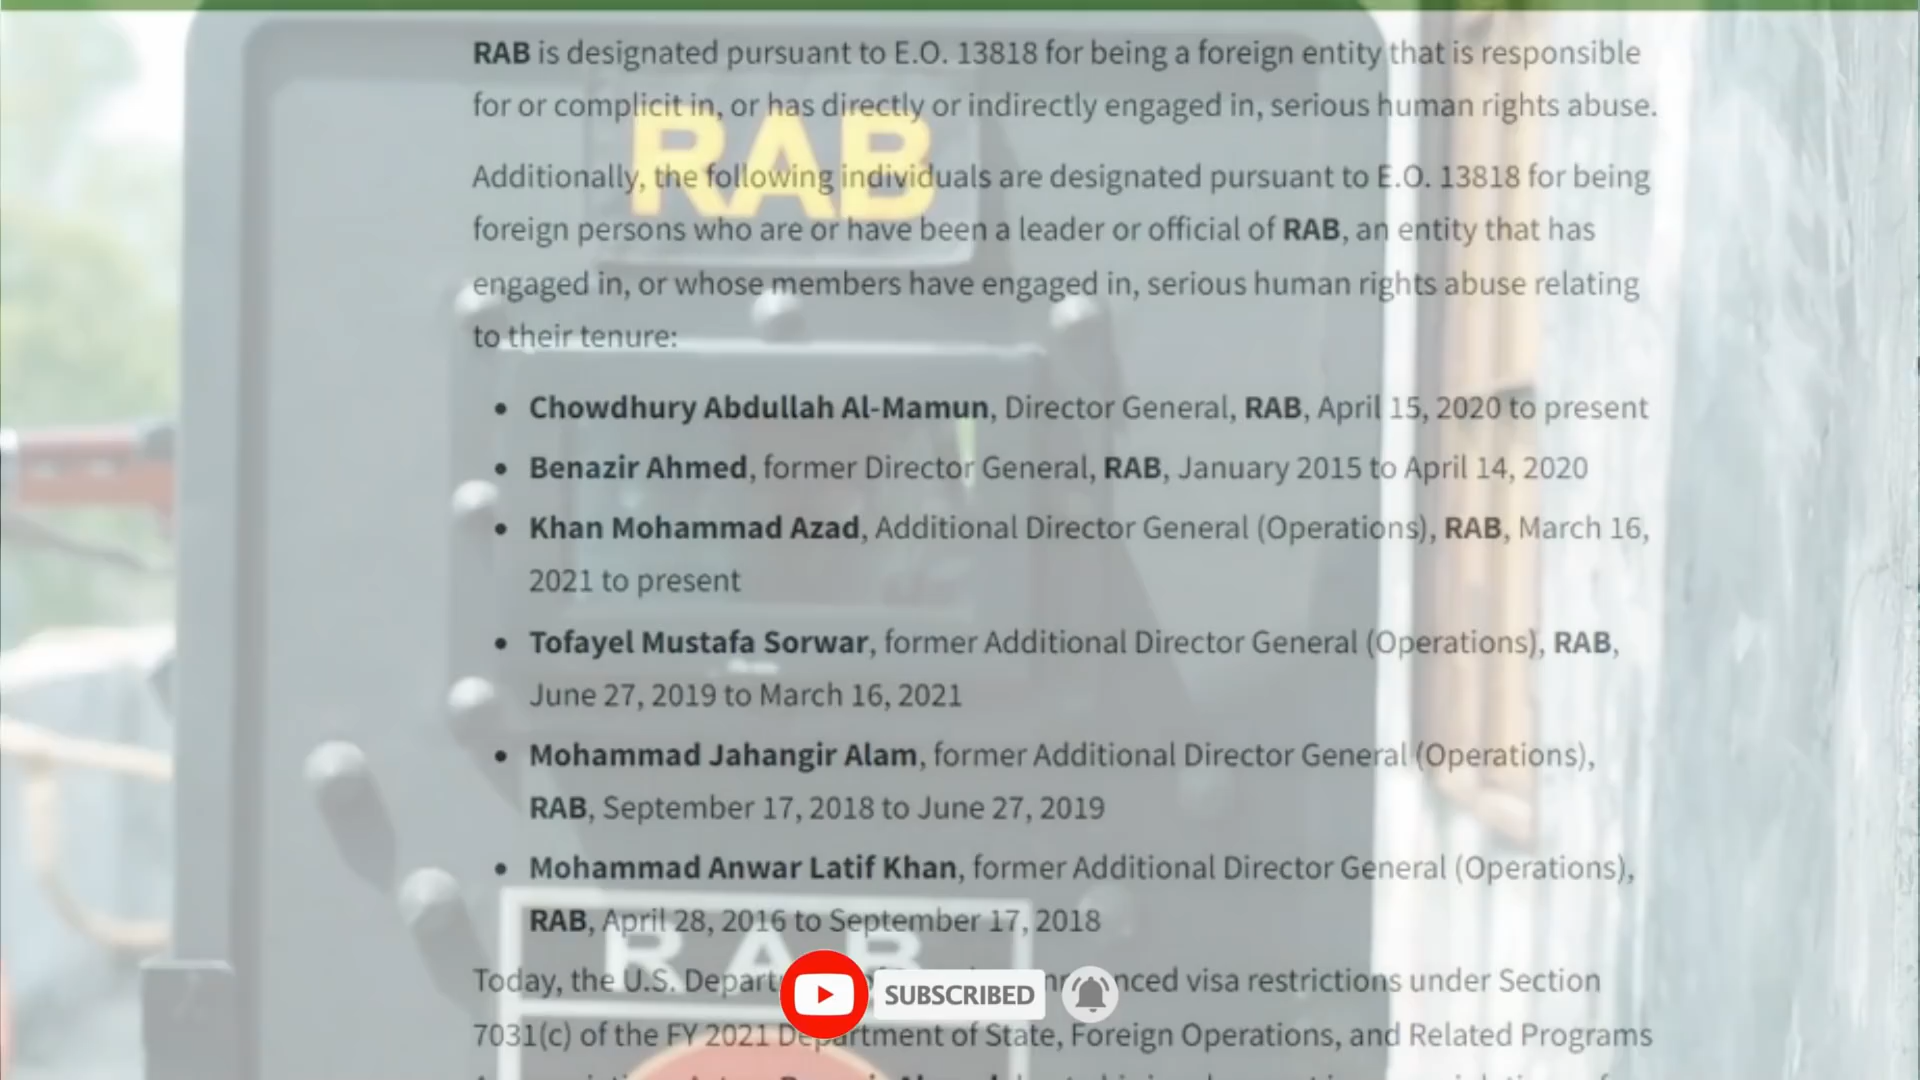 RAB is designated pursuant to E.O. 13818 for being a foreign entity that is responsible
for or complicit in, or has directly or indirectly engaged in, serious human rights abuse.
RAB
Additionally, the following individuals are designated pursuant to E.O. 13818 for being
foreign persons who are or have been a leader or official of RAB, an entity that has
engaged in, or whose members have engaged in, serious human rights abuse relating
to their tenure:
• Chowdhury Abdullah Al-Mamun, Director General, RAB, April 15, 2020 to present
• Benazir Ahmed, former Director General, RAB, January 2015 to April 14, 2020
• Khan Mohammad Azad, Additional Director General (Operations), RAB, March 16,
2021 to present
• Tofayel Mustafa Sorwar, former Additional Director General (Operations), RAB,
June 27, 2019 to March 16, 2021
• Mohammad Jahangir Alam, former Additional Director General (Operations),
RAB, September 17, 2018 to June 27, 2019
• Mohammad Anwar Latif Khan, former Additional Director General (Operations),
RAB, April 28, 2016 to September 17, 2018
RAB
Today, the U.S. visa restrictions under Section
SUBSCRIBED
7031(c) of the FY 2021 Department of State, Foreign Operations, and Related Programs